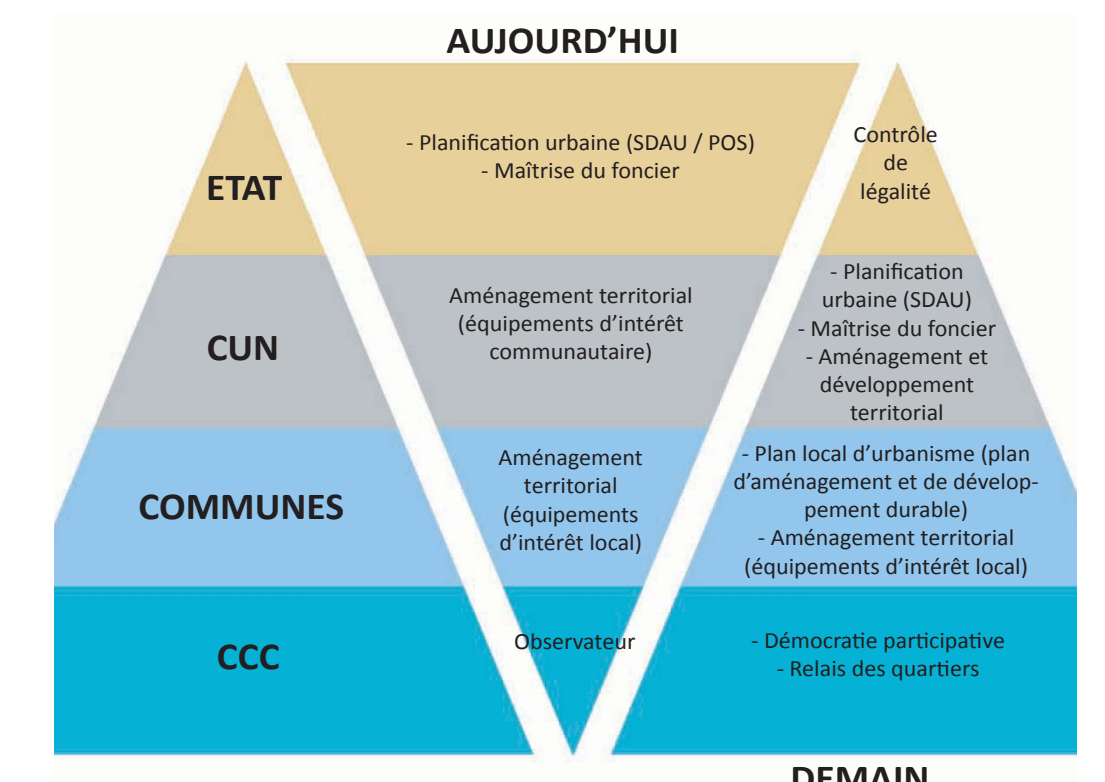 AUJOURD’HUI
ETAT
- Planification urbaine (SDAU / POS)
- Maîtrise du foncier
Contrôle
de
légalité
CUN
Aménagement territorial
(équipements d’intérêt
communautaire)
- Planification
urbaine (SDAU)
- Maîtrise du foncier
- Aménagement et
développement
territorial
COMMUNES
Aménagement
territorial
(équipements
d’intérêt local)
- Plan local d’urbanisme (plan
d’aménagement et de dévelop-
pement durable)
- Aménagement territorial
(équipements d’intérêt local)
CCC
Observateur
- Démocratie participative
- Relais des quartiers
DEMAIN